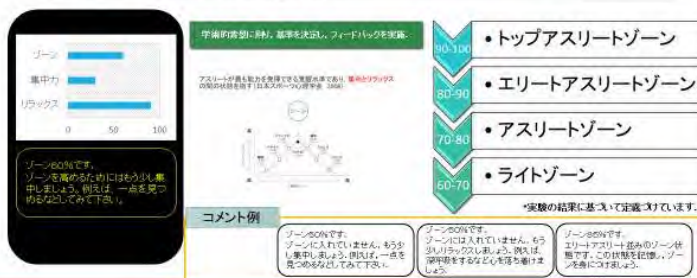 ゾーン
集中力
リラックス
0 50 100
ゾーン60%です。
ゾーンを高めるためにはもう少し集
中しましょう。例えば、一点を見つ
めるなどしてみて下さい。
学術的背景に則り、基準を決定し、フィードバックを実施。
アスリートが最も能力を発揮できる覚醒水準であり、集中とリラックス
の間の状態を指す(日本スポーツ心理学会
ゾーン
90-100
• トップアスリートゾーン
80-90
• エリートアスリートゾーン
70-80
• アスリートゾーン
60-70
• ライトゾーン
*実験の結果に基づいて定義づけています。
コメント例
ゾーン50%です。
ゾーンに入れていません。もう少
し集中しましょう。例えば、一点を
見つめるなどしてみて下さい。
ゾーン50%です。
ゾーンには入れていません。もう
少しリラックスしましょう。例えば、
深呼吸をするなど心を落ち着けま
しょう。
ゾーン85%です。
エリートアスリート並みのゾーン状
態です。この状態を記憶し、ゾー
ンを身につけましょう。